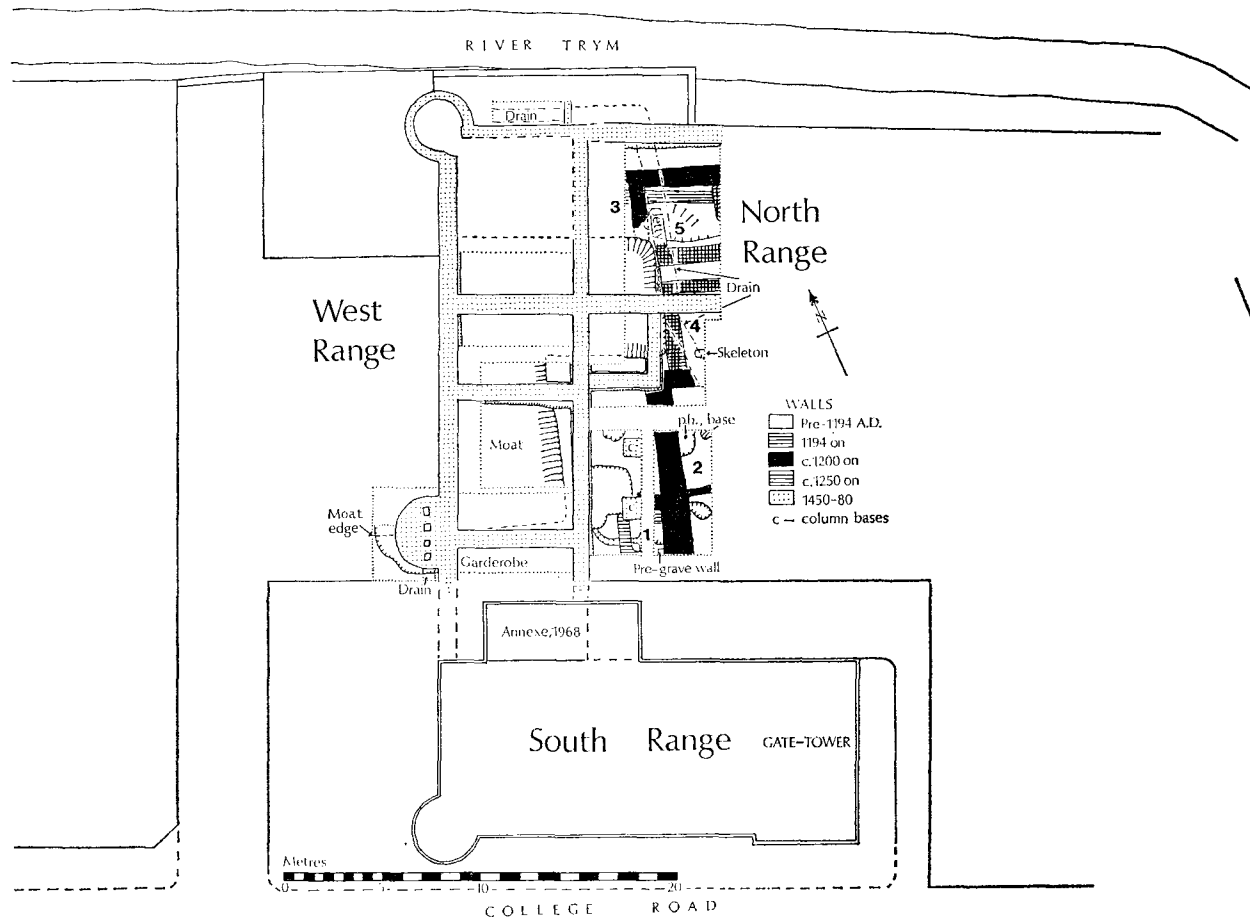 RIVER TRYM
Drain
3
5
North
Range
Drain
West
Range
4
Skeleton
WALLS
Pre-1194 A.D.
1194 on
c.1200 on
c.1250 on
1450-80
c – column bases
p.h., base
c
Moat
2
c
Moat
edge
1
Garderobe
Pre-grave wall
Drain
Annexe, 1968
South Range
GATE-TOWER
Metres
0 5 10 20
COLLEGE ROAD